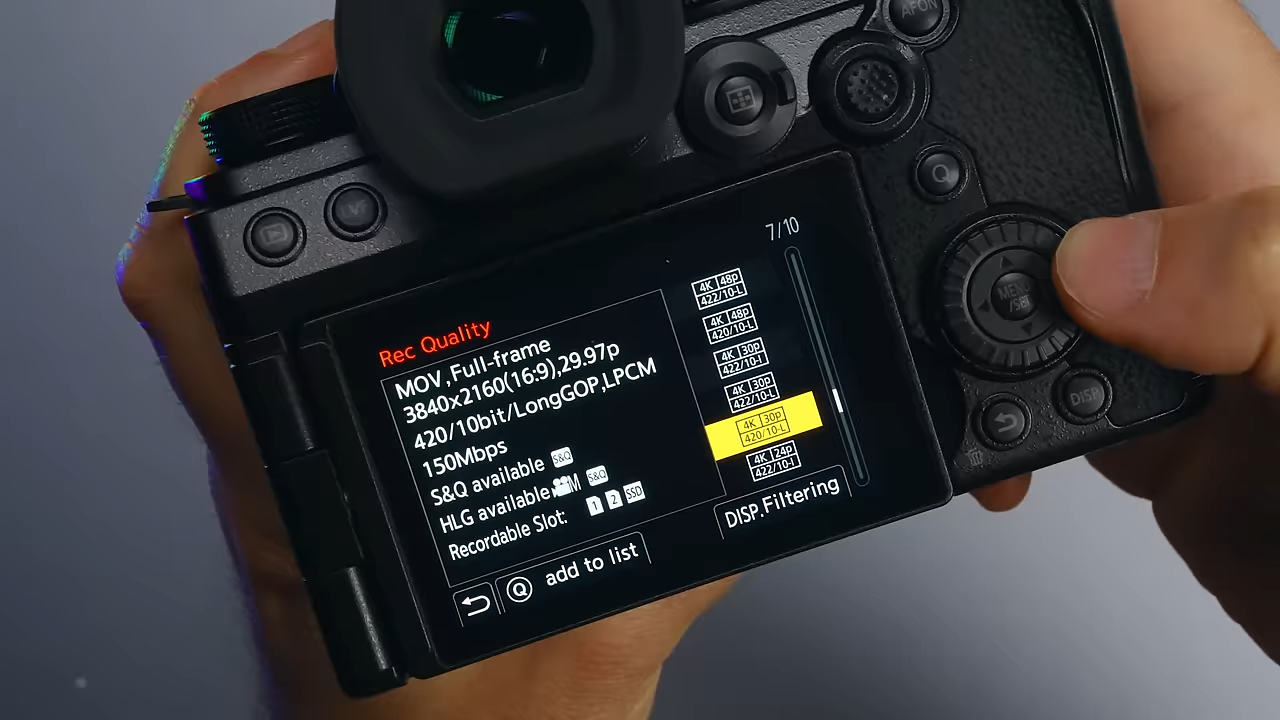 AFON
Q
V
7/10
4K 48p
422/10-L
4K 48p
420/10-L
4K 30p
422/10-L
4K 30p
422/10-L
4K 30p
420/10-L
4K 24p
422/10-I
DISP.Filtering
Rec Quality
MOV,Full-frame
3840x2160(16:9),29.97p
420/10bit/LongGOP,LPCM
150Mbps
S&Q available S&Q
HLG available M S&Q
Recordable Slot: 1 2 SSD
Q add to list
MENU
/SET
DISP.